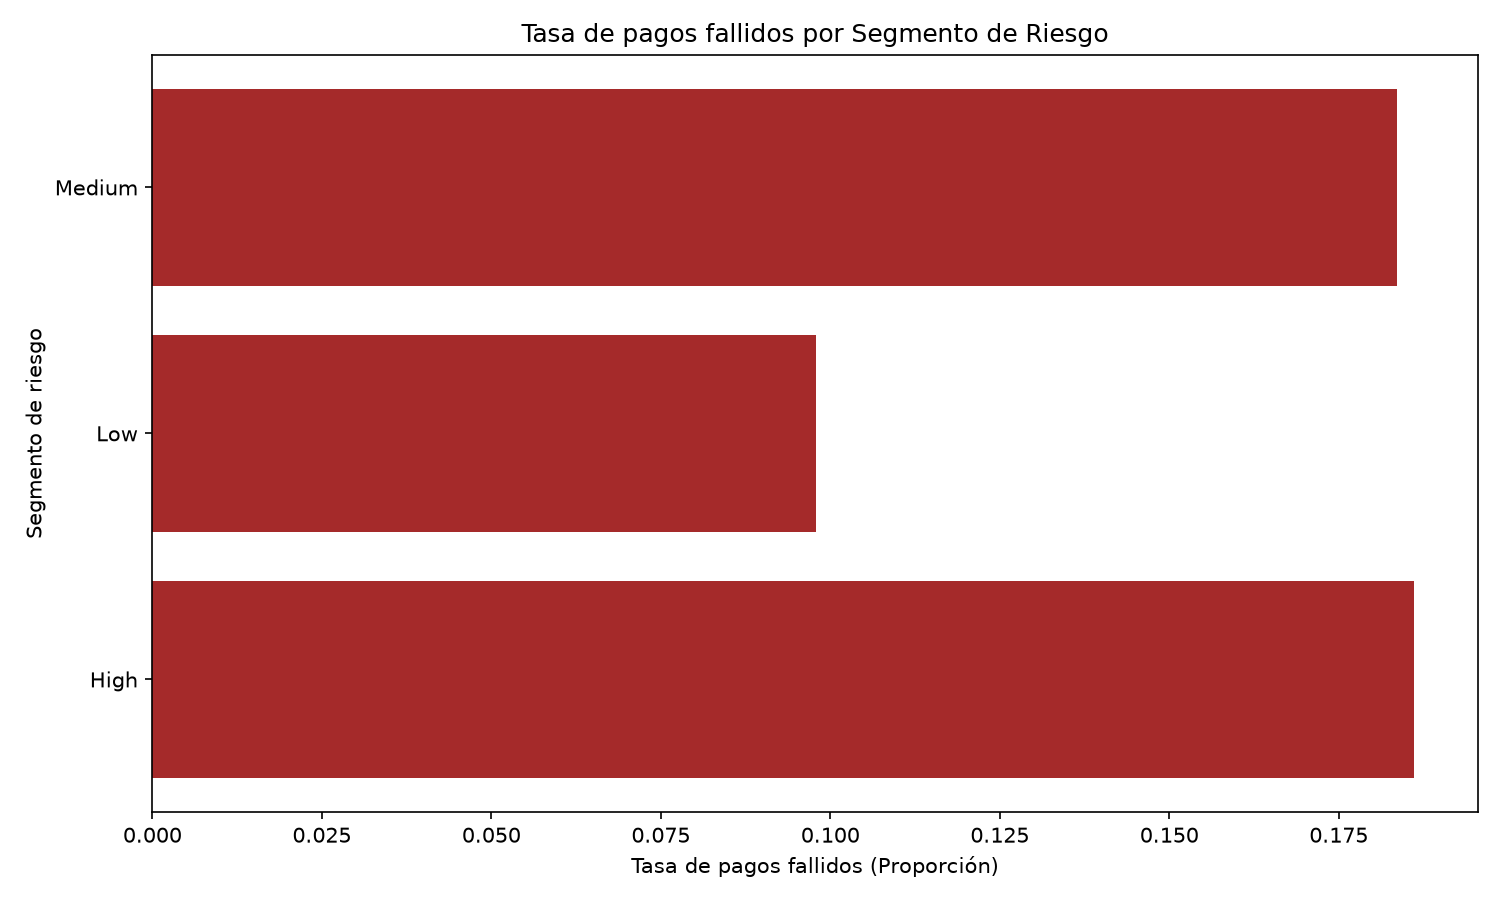 Tasa de pagos fallidos por Segmento de Riesgo
Segmento de riesgo
Medium
Low
High
0.000 0.025 0.050 0.075 0.100 0.125 0.150 0.175
Tasa de pagos fallidos (Proporción)